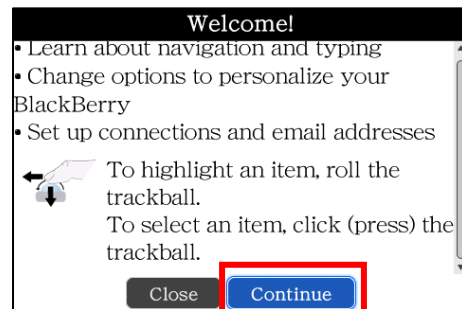 Welcome!
• Learn about navigation and typing
• Change options to personalize your
BlackBerry
• Set up connections and email addresses
To highlight an item, roll the
trackball.
To select an item, click (press) the
trackball.
Close
Continue